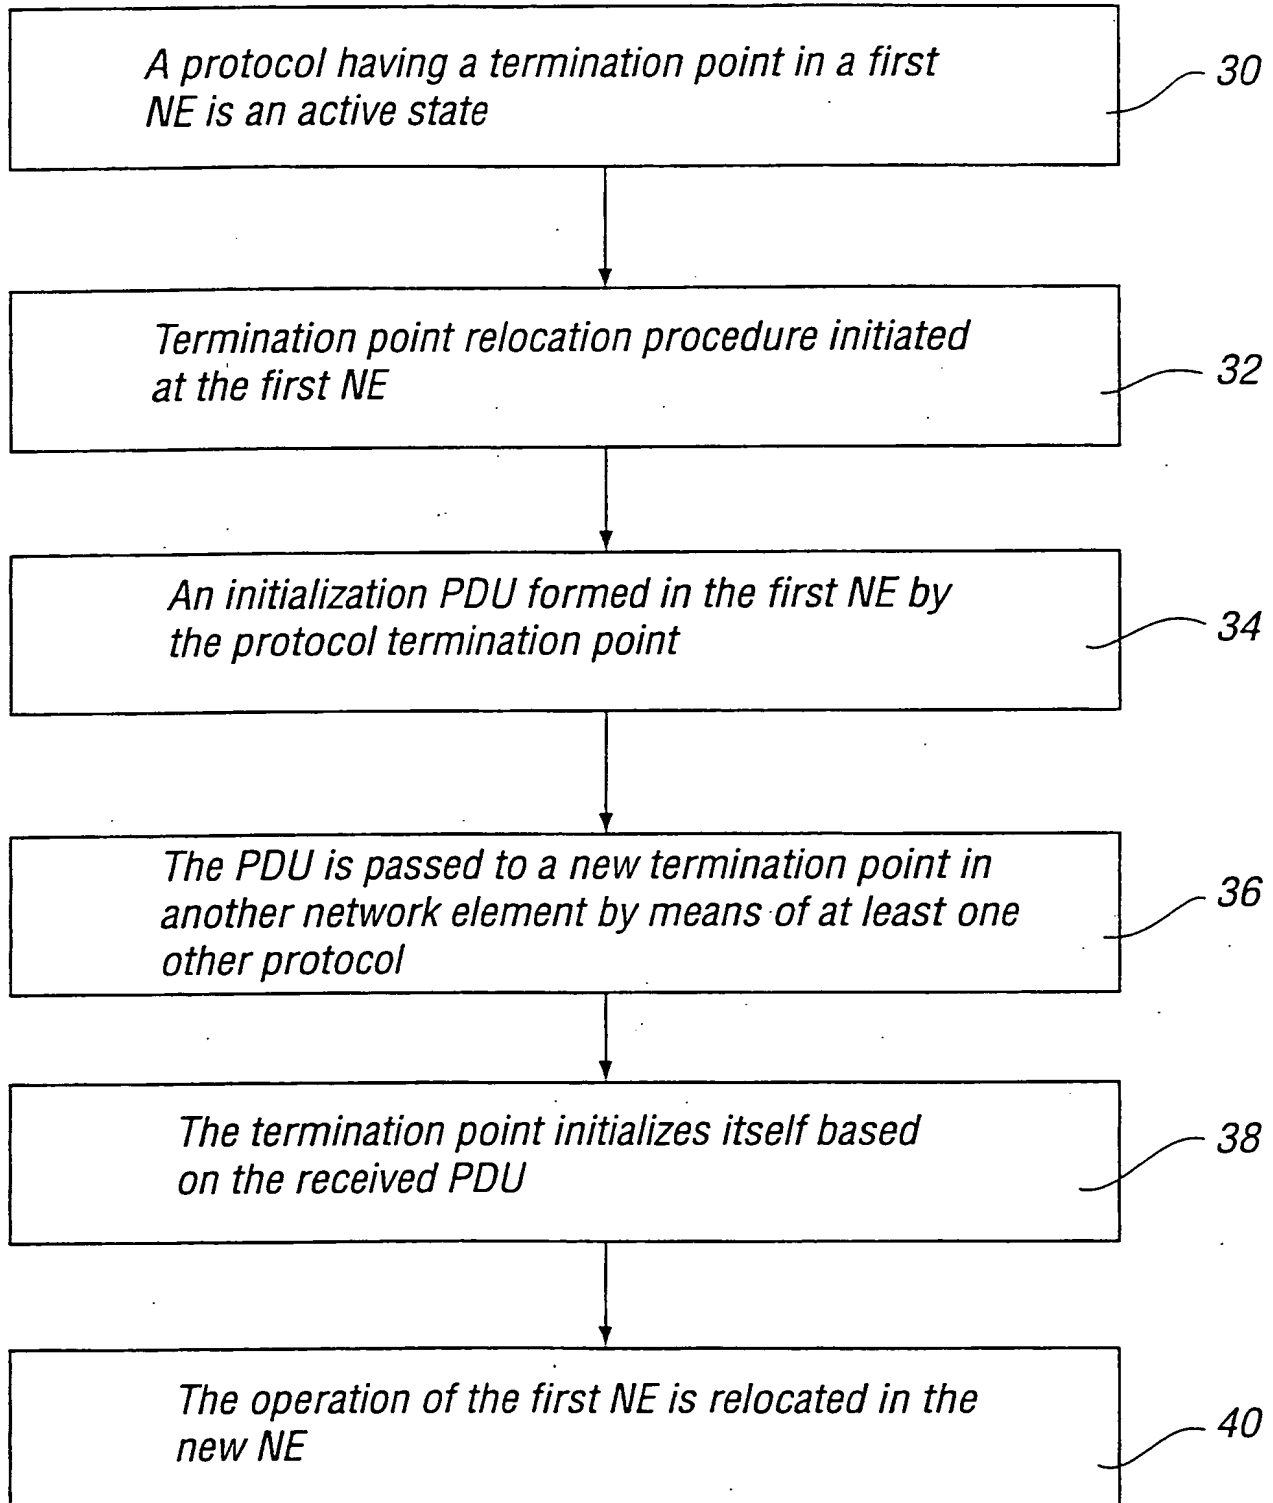 A protocol having a termination point in a first
NE is an active state
30
Termination point relocation procedure initiated
at the first NE
32
An initialization PDU formed in the first NE by
the protocol termination point
34
The PDU is passed to a new termination point in
another network element by means of at least one
other protocol
36
The termination point initializes itself based
on the received PDU
38
The operation of the first NE is relocated in the
new NE
40